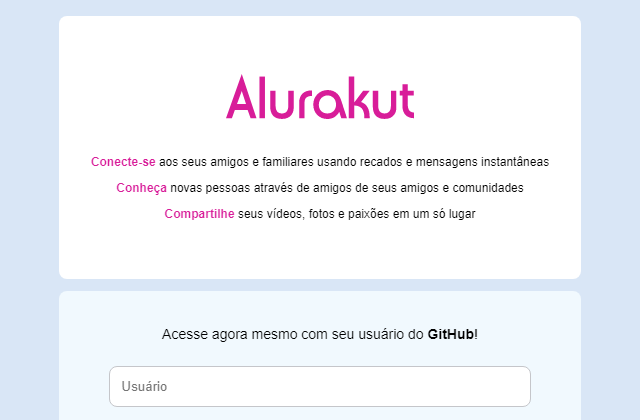 Alurakut
Conecte-se aos seus amigos e familiares usando recados e mensagens instantâneas
Conheça novas pessoas através de amigos de seus amigos e comunidades
Compartilhe seus vídeos, fotos e paixões em um só lugar
Acesse agora mesmo com seu usuário do GitHub!
Usuário